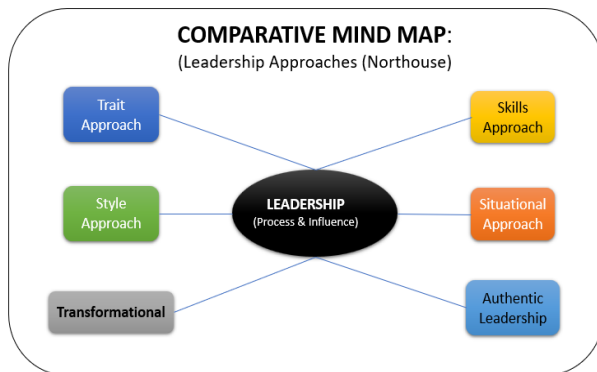 COMPARATIVE MIND MAP:
(Leadership Approaches (Northouse)
Trait
Approach
Skills
Approach
Style
Approach
LEADERSHIP
(Process & Influence)
Situational
Approach
Transformational
Authentic
Leadership